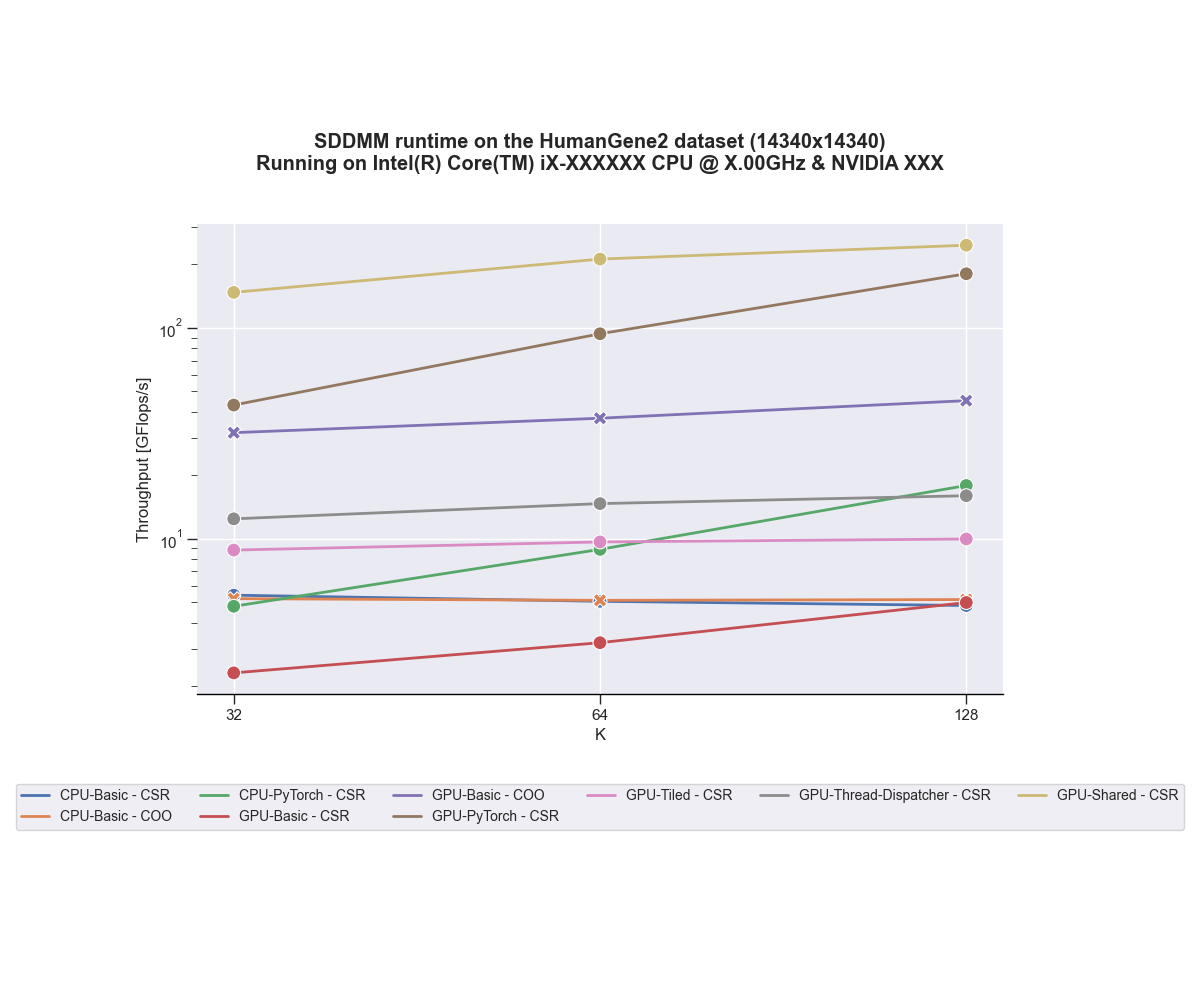 SDDMM runtime on the HumanGene2 dataset (14340x14340)
Running on Intel(R) Core(TM) iX-XXXXXX CPU @ X.00GHz & NVIDIA XXX
Throughput [GFlops/s]
10²
10¹
32 64 128
K
CPU-Basic - CSR CPU-PyTorch - CSR GPU-Basic - COO GPU-Tiled - CSR GPU-Thread-Dispatcher - CSR GPU-Shared - CSR
CPU-Basic - COO GPU-Basic - CSR GPU-PyTorch - CSR